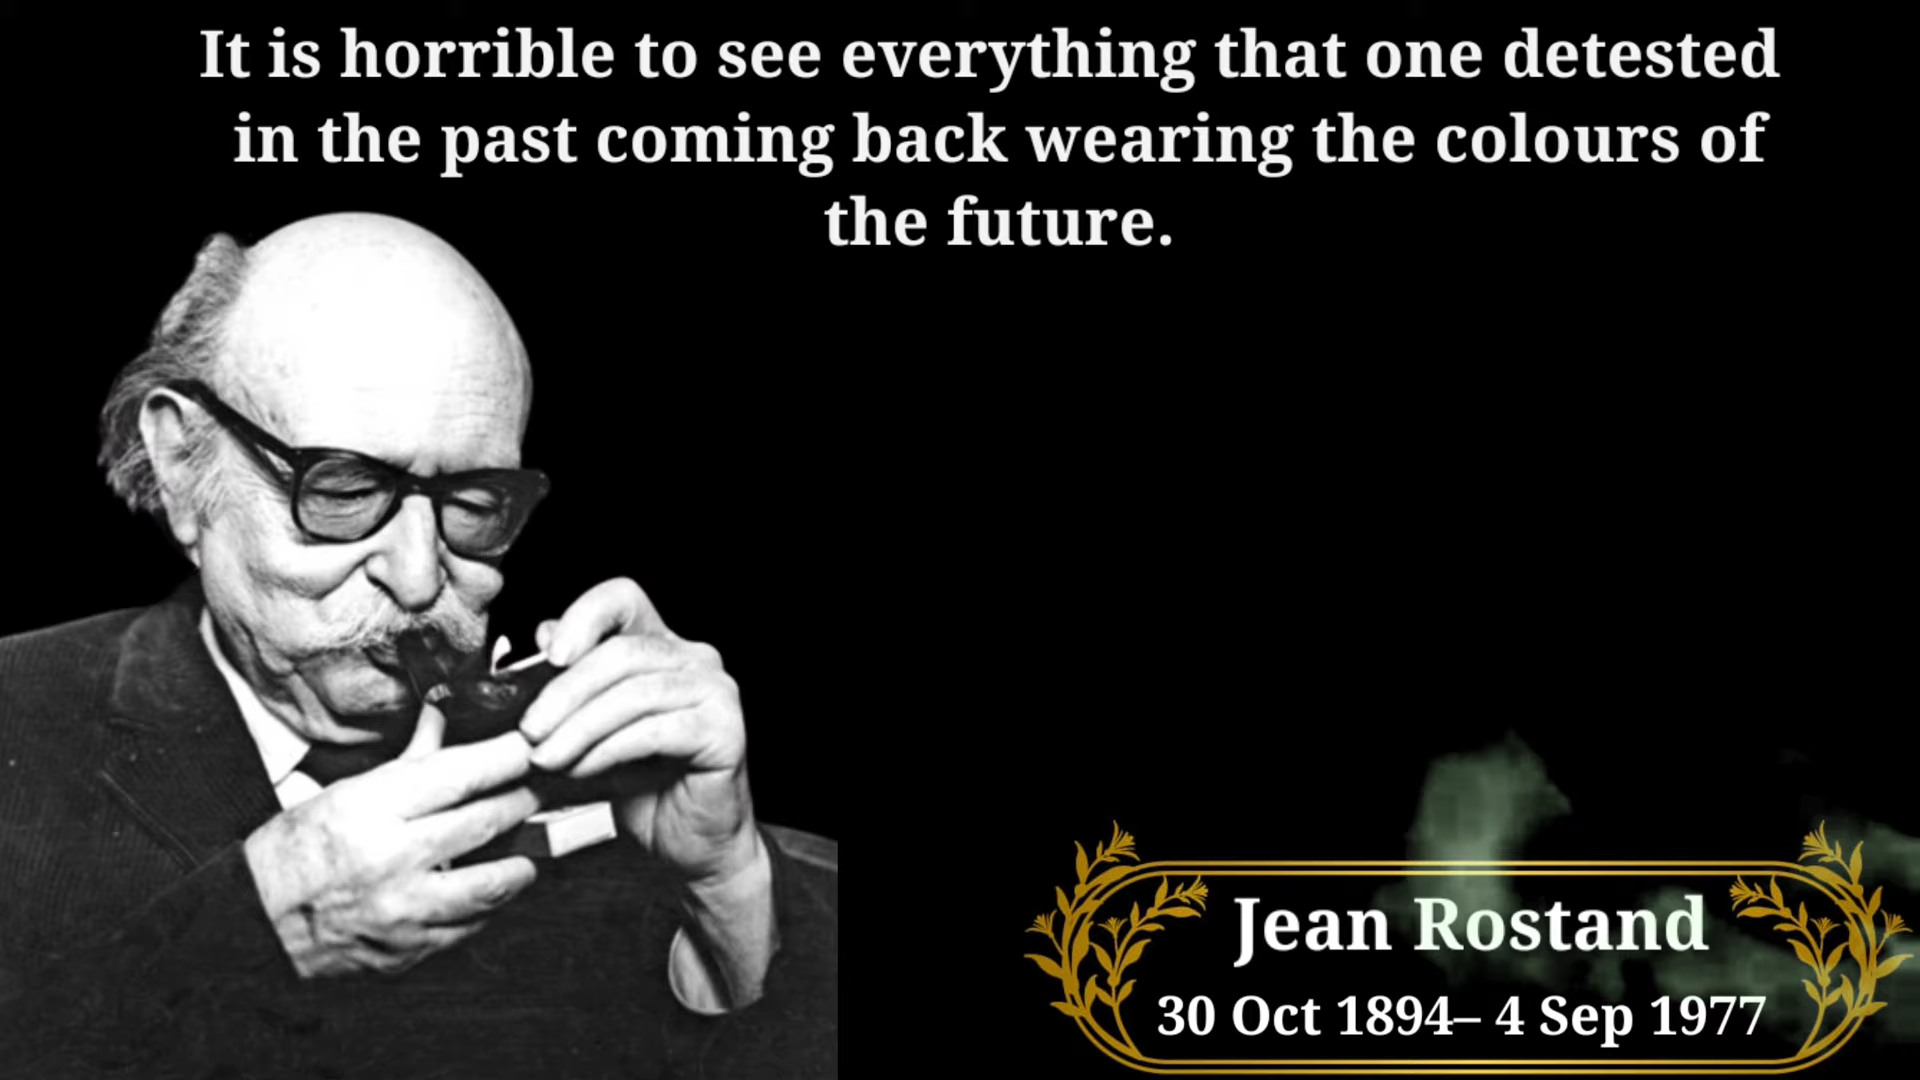 It is horrible to see everything that one detested
in the past coming back wearing the colours of
the future.
Jean Rostand
30 Oct 1894– 4 Sep 1977